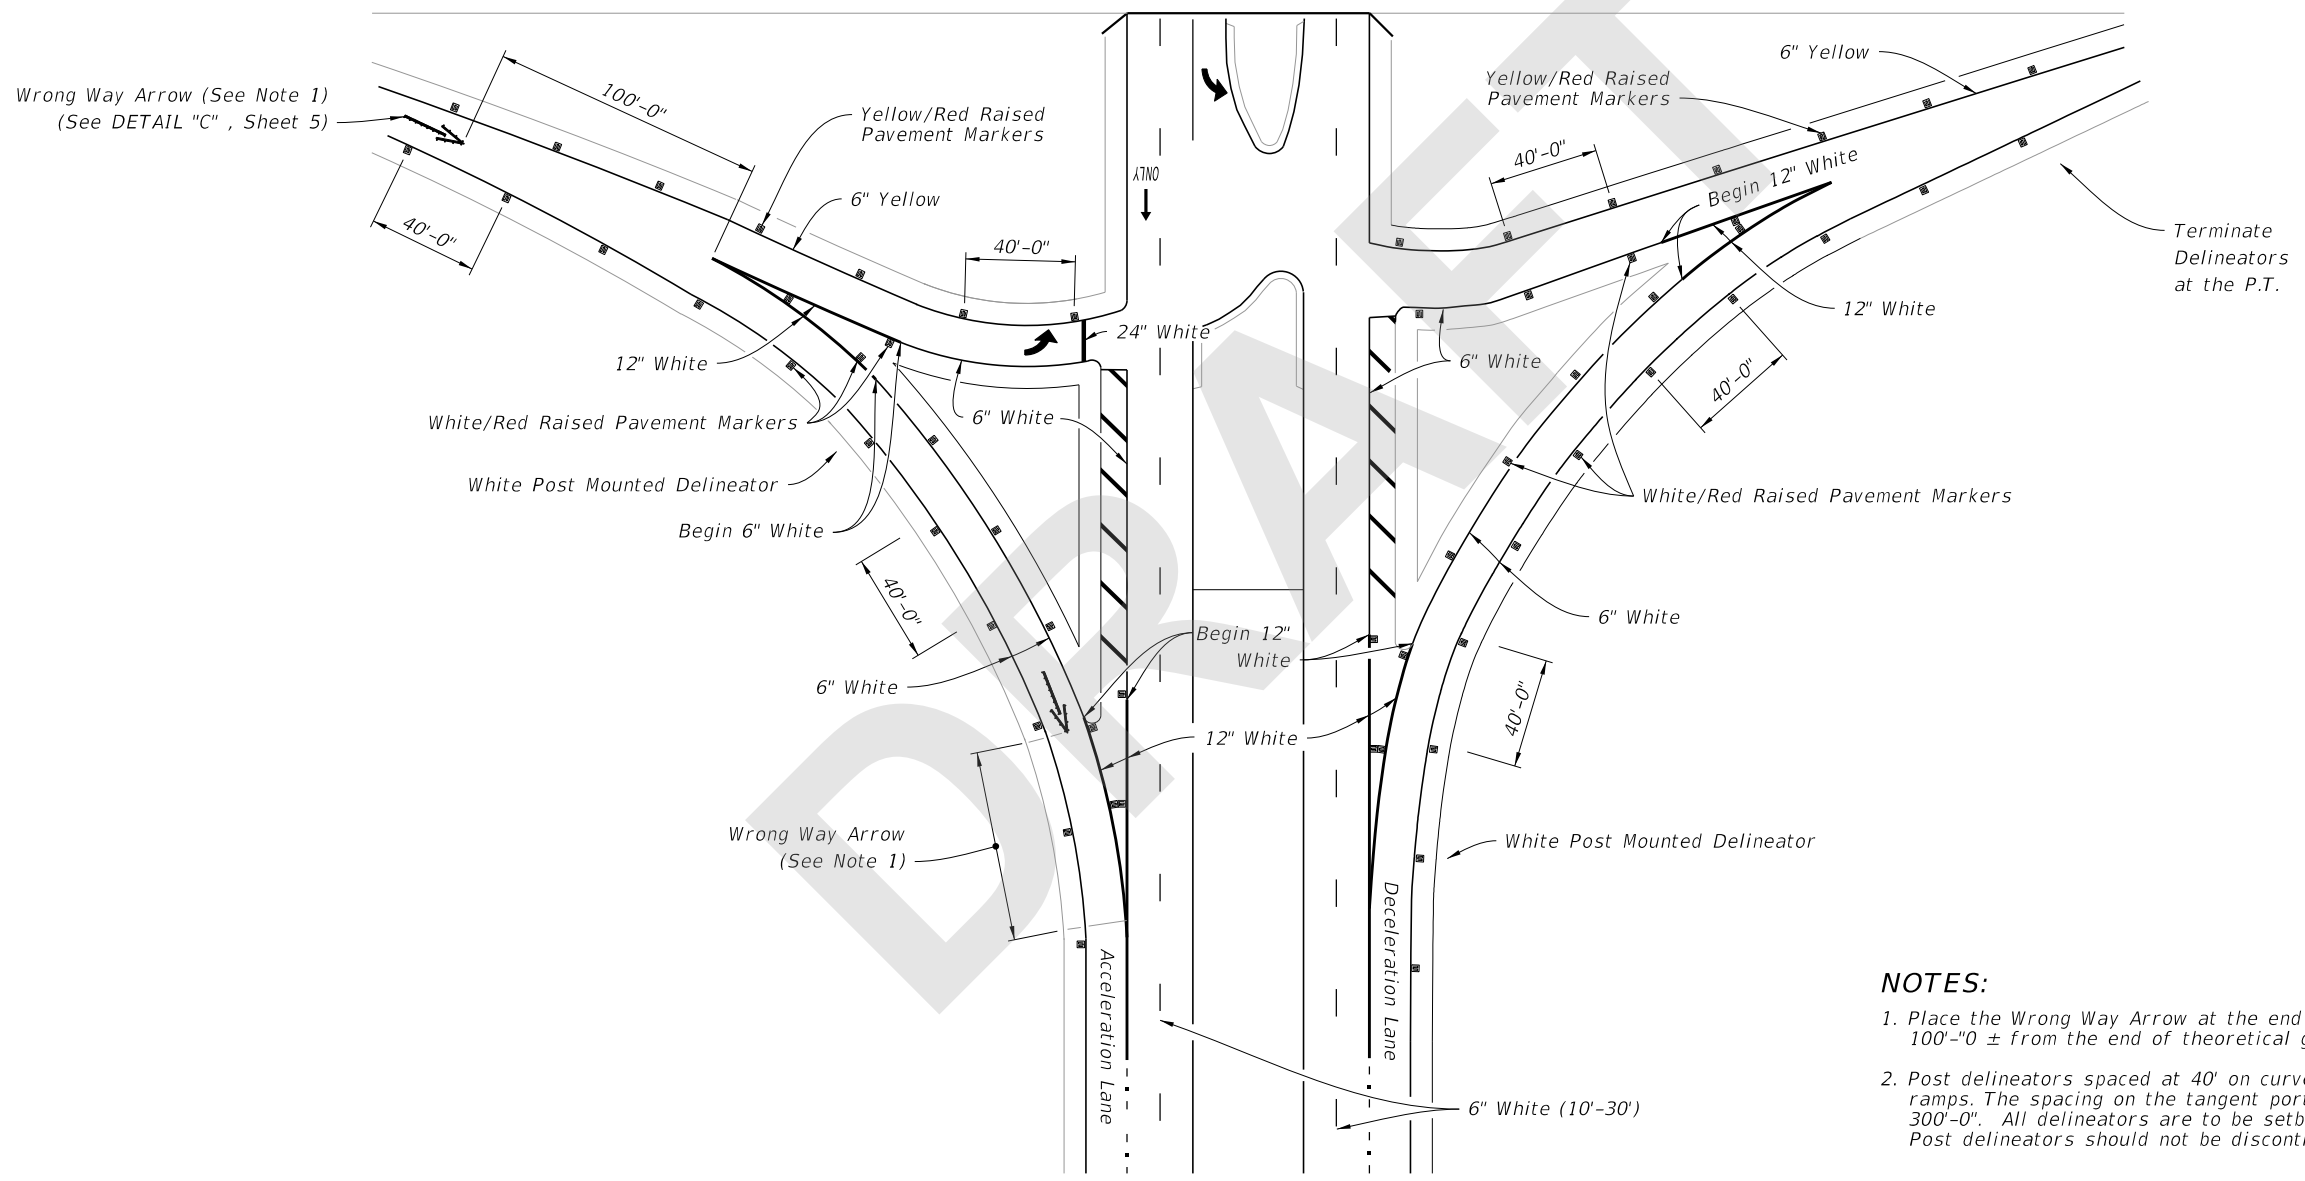 Wrong Way Arrow (See Note 1)
(See DETAIL "C" , Sheet 5)
100'-0"
40'-0"
Yellow/Red Raised
Pavement Markers
6" Yellow
40'-0"
ONLY
24" White
12" White
White/Red Raised Pavement Markers
6" White
White Post Mounted Delineator
Begin 6" White
40'-0"
6" White
Wrong Way Arrow
(See Note 1)
Acceleration Lane
Begin 12"
White
12" White
6" Yellow
Yellow/Red Raised
Pavement Markers
40'-0"
Begin 12" White
Terminate
Delineators
at the P.T.
12" White
6" White
40'-0"
White/Red Raised Pavement Markers
6" White
40'-0"
White Post Mounted Delineator
Deceleration Lane
6" White (10'-30')
DRAFT
NOTES:
1. Place the Wrong Way Arrow at the end
100'-"0 ± from the end of theoretical
2. Post delineators spaced at 40' on
ramps. The spacing on the tangent
300'-0". All delineators are to be
Post delineators should not be